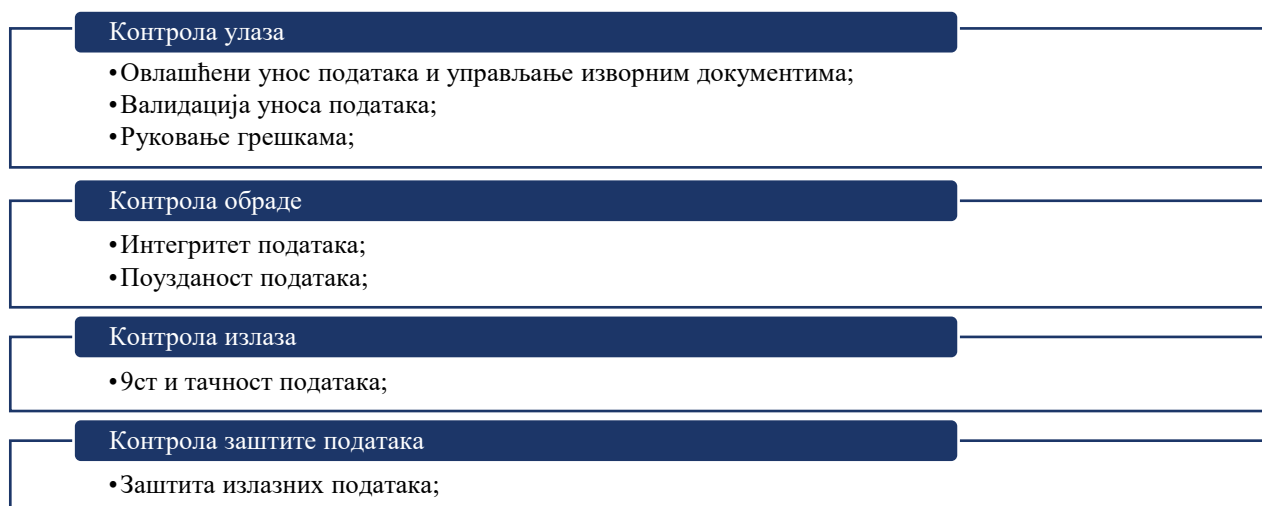 Контрола улаза
•Овлашћени унос података и управљање изворним документима;
•Валидација уноса података;
•Руковање грешкама;
Контрола обраде
•Интегритет података;
•Поузданост података;
Контрола излаза
•9ст и тачност података;
Контрола заштите података
•Заштита излазних података;